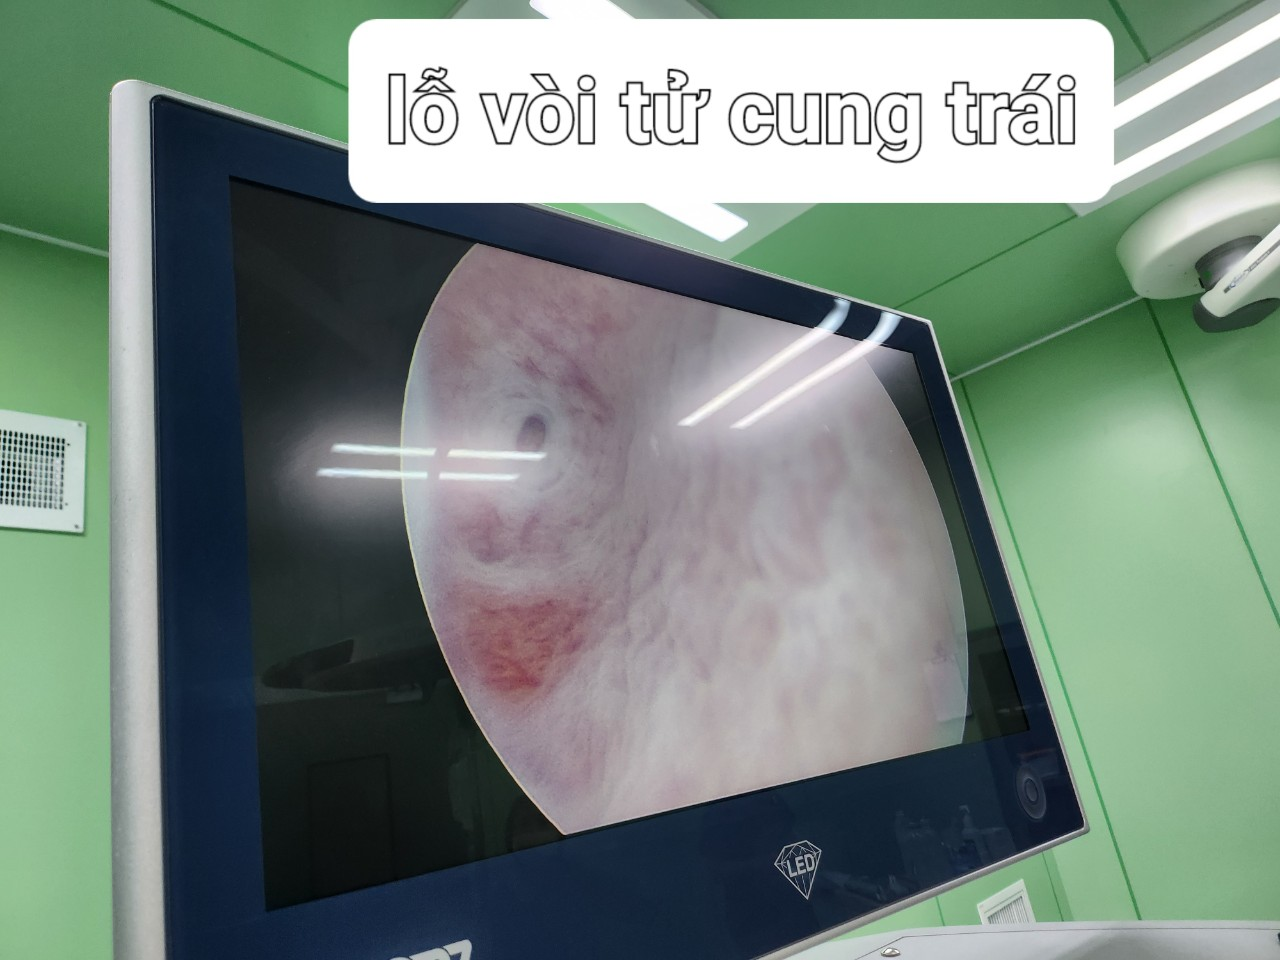 lỗ vòi tử cung trái
LED